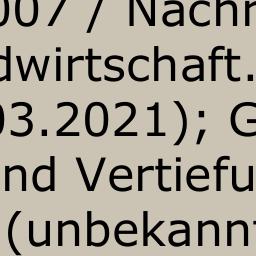 007 / Nachr
dwirtschaft.
03.2021); G
nd Vertiefu
(unbekannt